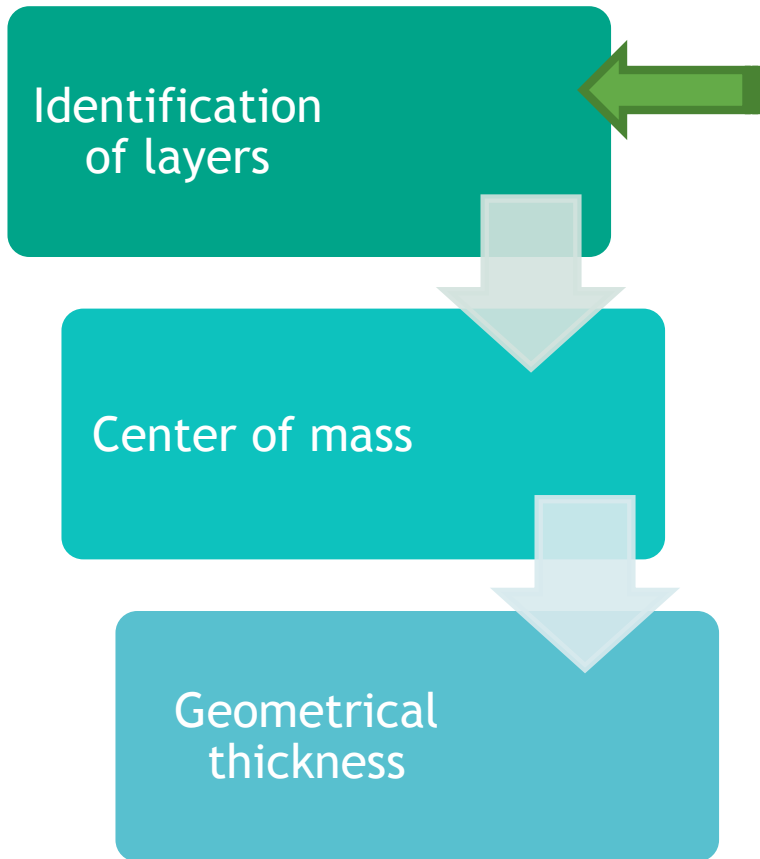 Identification
of layers
Center of mass
Geometrical
thickness